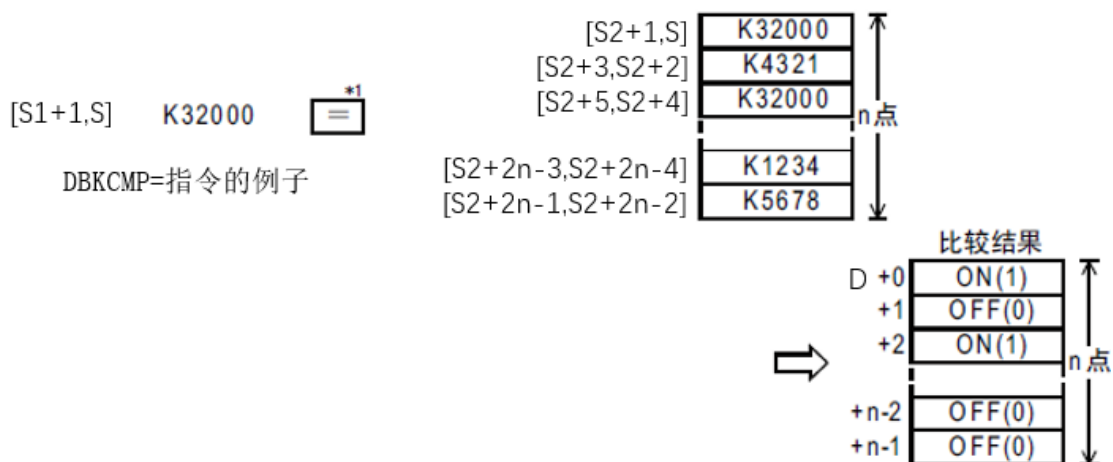 [S2+1,S] K32000
[S2+3,S2+2] K4321
[S2+5,S2+4] K32000
n点
*1
[S1+1,S] K32000 =
DBKCMP=指令的例子
[S2+2n-3,S2+2n-4] K1234
[S2+2n-1,S2+2n-2] K5678
比较结果
D +0 ON(1)
+1 OFF(0)
+2 ON(1)
n点
+n-2 OFF(0)
+n-1 OFF(0)